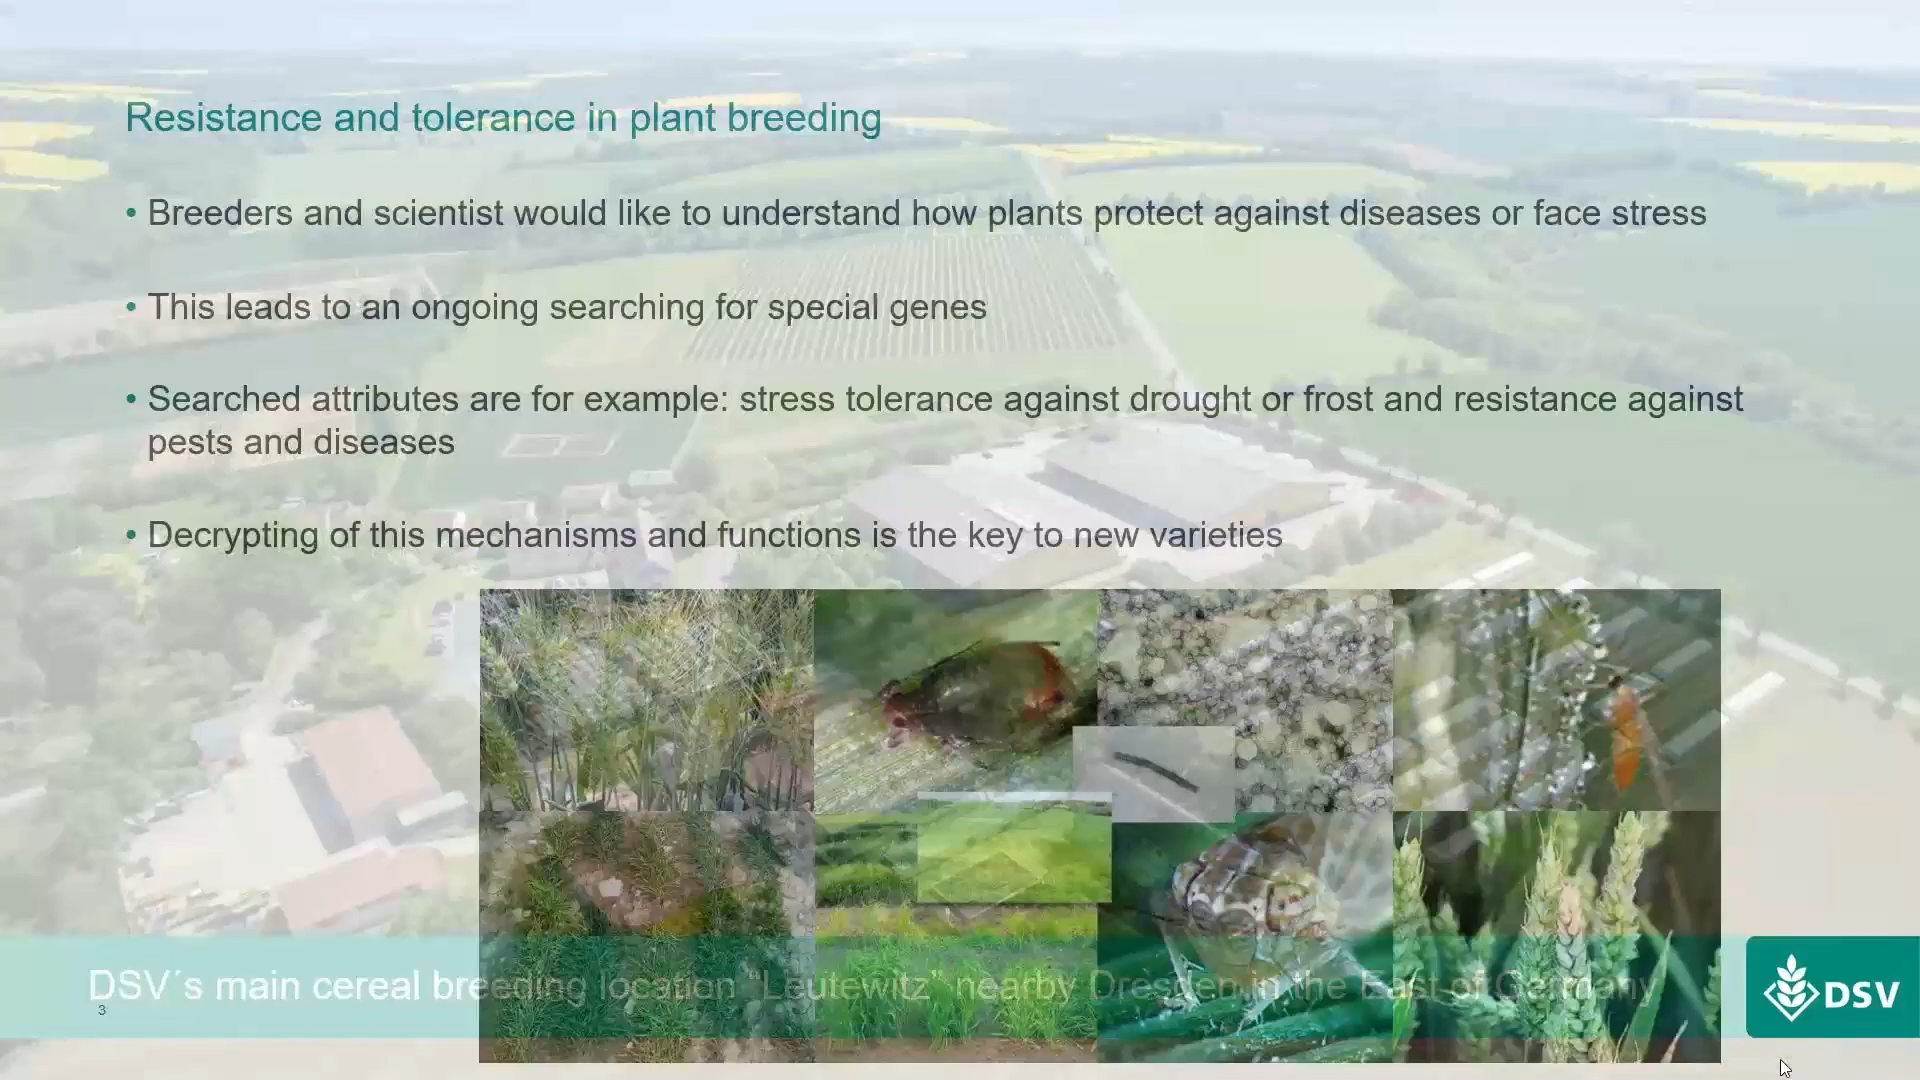 Resistance and tolerance in plant breeding
• Breeders and scientist would like to understand how plants protect against diseases or face stress
• This leads to an ongoing searching for special genes
• Searched attributes are for example: stress tolerance against drought or frost and resistance against
pests and diseases
• Decrypting of this mechanisms and functions is the key to new varieties
DSV´s main cereal breeding location “Leutewitz” nearby Dresden in the East of Germany
3
DSV